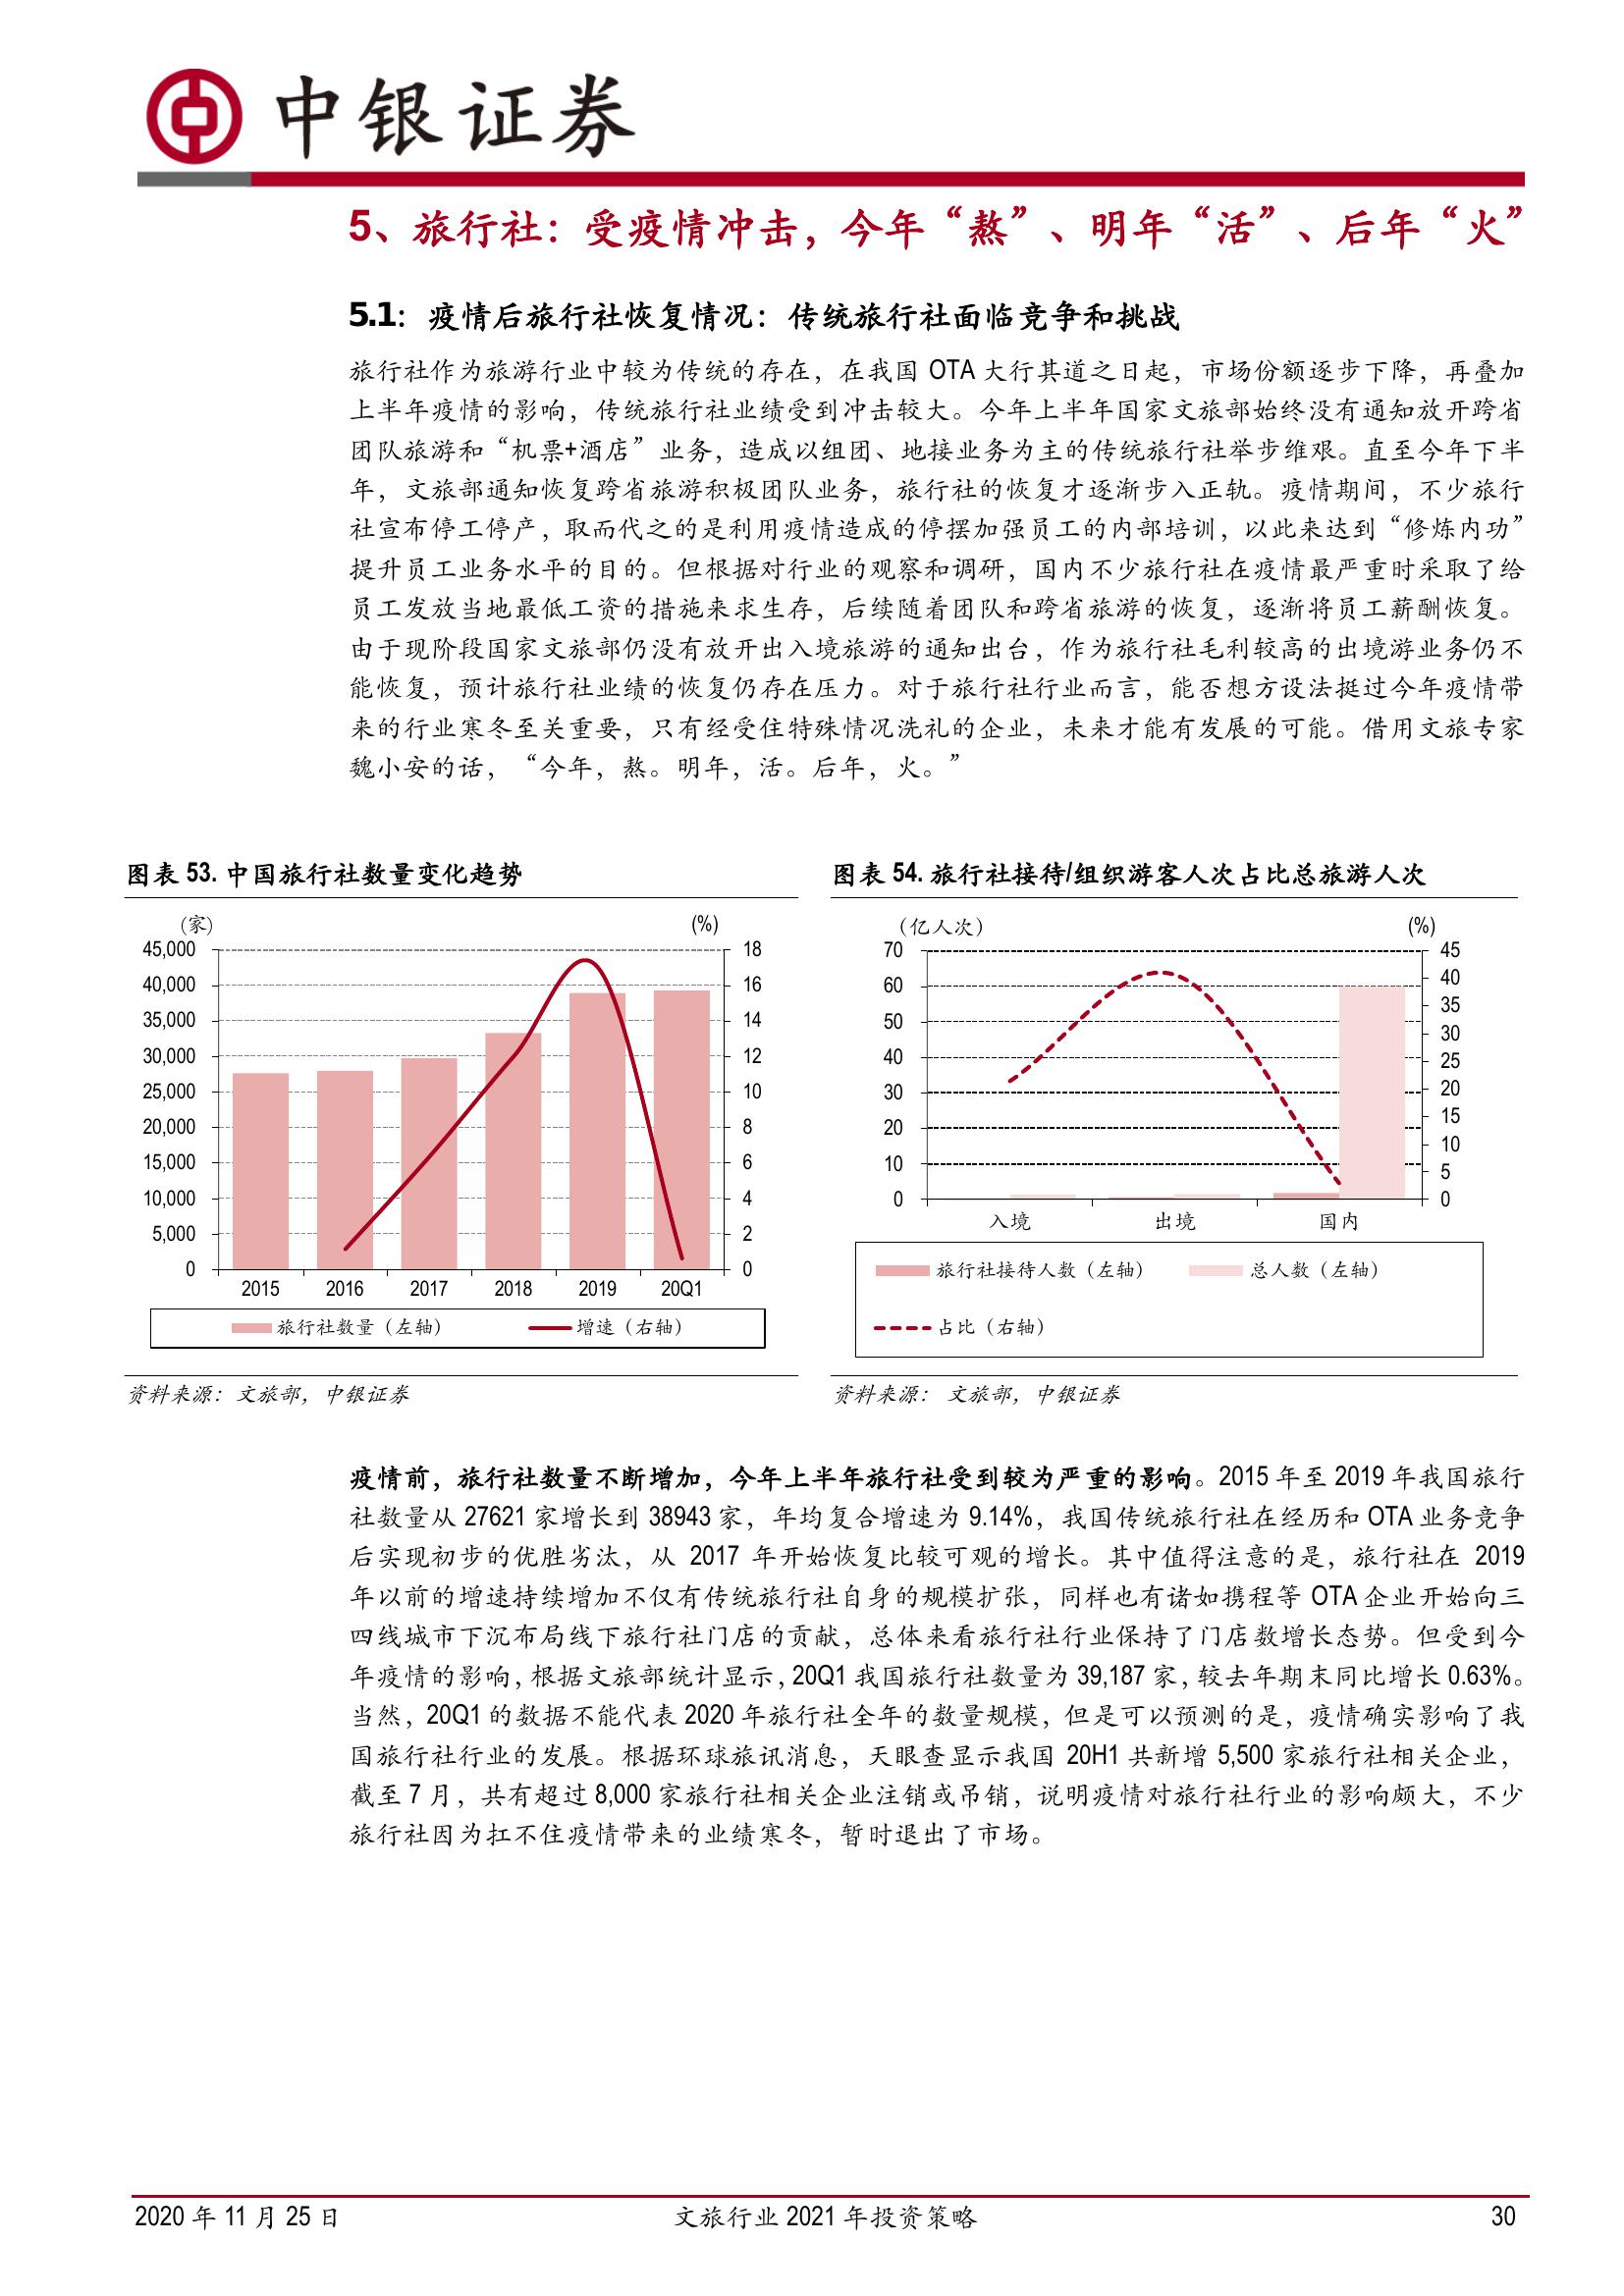 中银证券
5、旅行社：受疫情冲击，今年“熬”、明年“活”、后年“火”
5.1：疫情后旅行社恢复情况：传统旅行社面临竞争和挑战
旅行社作为旅游行业中较为传统的存在，在我国 OTA 大行其道之日起，市场份额逐步下降，再叠加
上半年疫情的影响，传统旅行社业绩受到冲击较大。今年上半年国家文旅部始终没有通知放开跨省
团队旅游和“机票+酒店”业务，造成以组团、地接业务为主的传统旅行社举步维艰。直至今年下半
年，文旅部通知恢复跨省旅游积极团队业务，旅行社的恢复才逐渐步入正轨。疫情期间，不少旅行
社宣布停工停产，取而代之的是利用疫情造成的停摆加强员工的内部培训，以此来达到“修炼内功”
提升员工业务水平的目的。但根据对行业的观察和调研，国内不少旅行社在疫情最严重时采取了给
员工发放当地最低工资的措施来求生存，后续随着团队和跨省旅游的恢复，逐渐将员工薪酬恢复。
由于现阶段国家文旅部仍没有放开出入境旅游的通知出台，作为旅行社毛利较高的出境游业务仍不
能恢复，预计旅行社业绩的恢复仍存在压力。对于旅行社行业而言，能否想方设法挺过今年疫情带
来的行业寒冬至关重要，只有经受住特殊情况洗礼的企业，未来才能有发展的可能。借用文旅专家
魏小安的话，“今年，熬。明年，活。后年，火。”
图表 53. 中国旅行社数量变化趋势
(家) (%)
45,000 18
40,000 16
35,000 14
30,000 12
25,000 10
20,000 8
15,000 6
10,000 4
5,000 2
0 0
2015 2016 2017 2018 2019 20Q1
旅行社数量（左轴） 增速（右轴）
资料来源：文旅部，中银证券
图表 54. 旅行社接待/组织游客人次占比总旅游人次
（亿人次） (%)
70 45
60 40
50 35
40 30
30 25
20 20
10 15
0 10
5
0
入境 出境 国内
旅行社接待人数（左轴） 总人数（左轴）
占比（右轴）
资料来源： 文旅部，中银证券
疫情前，旅行社数量不断增加，今年上半年旅行社受到较为严重的影响。2015 年至 2019 年我国旅行
社数量从 27621 家增长到 38943 家，年均复合增速为 9.14%，我国传统旅行社在经历和 OTA 业务竞争
后实现初步的优胜劣汰，从 2017 年开始恢复比较可观的增长。其中值得注意的是，旅行社在 2019
年以前的增速持续增加不仅有传统旅行社自身的规模扩张，同样也有诸如携程等 OTA 企业开始向三
四线城市下沉布局线下旅行社门店的贡献，总体来看旅行社行业保持了门店数增长态势。但受到今
年疫情的影响，根据文旅部统计显示，20Q1 我国旅行社数量为 39,187 家，较去年期末同比增长 0.63%。
当然，20Q1 的数据不能代表 2020 年旅行社全年的数量规模，但是可以预测的是，疫情确实影响了我
国旅行社行业的发展。根据环球旅讯消息，天眼查显示我国 20H1 共新增 5,500 家旅行社相关企业，
截至 7 月，共有超过 8,000 家旅行社相关企业注销或吊销，说明疫情对旅行社行业的影响颇大，不少
旅行社因为扛不住疫情带来的业绩寒冬，暂时退出了市场。
2020 年 11 月 25 日 文旅行业 2021 年投资策略 30